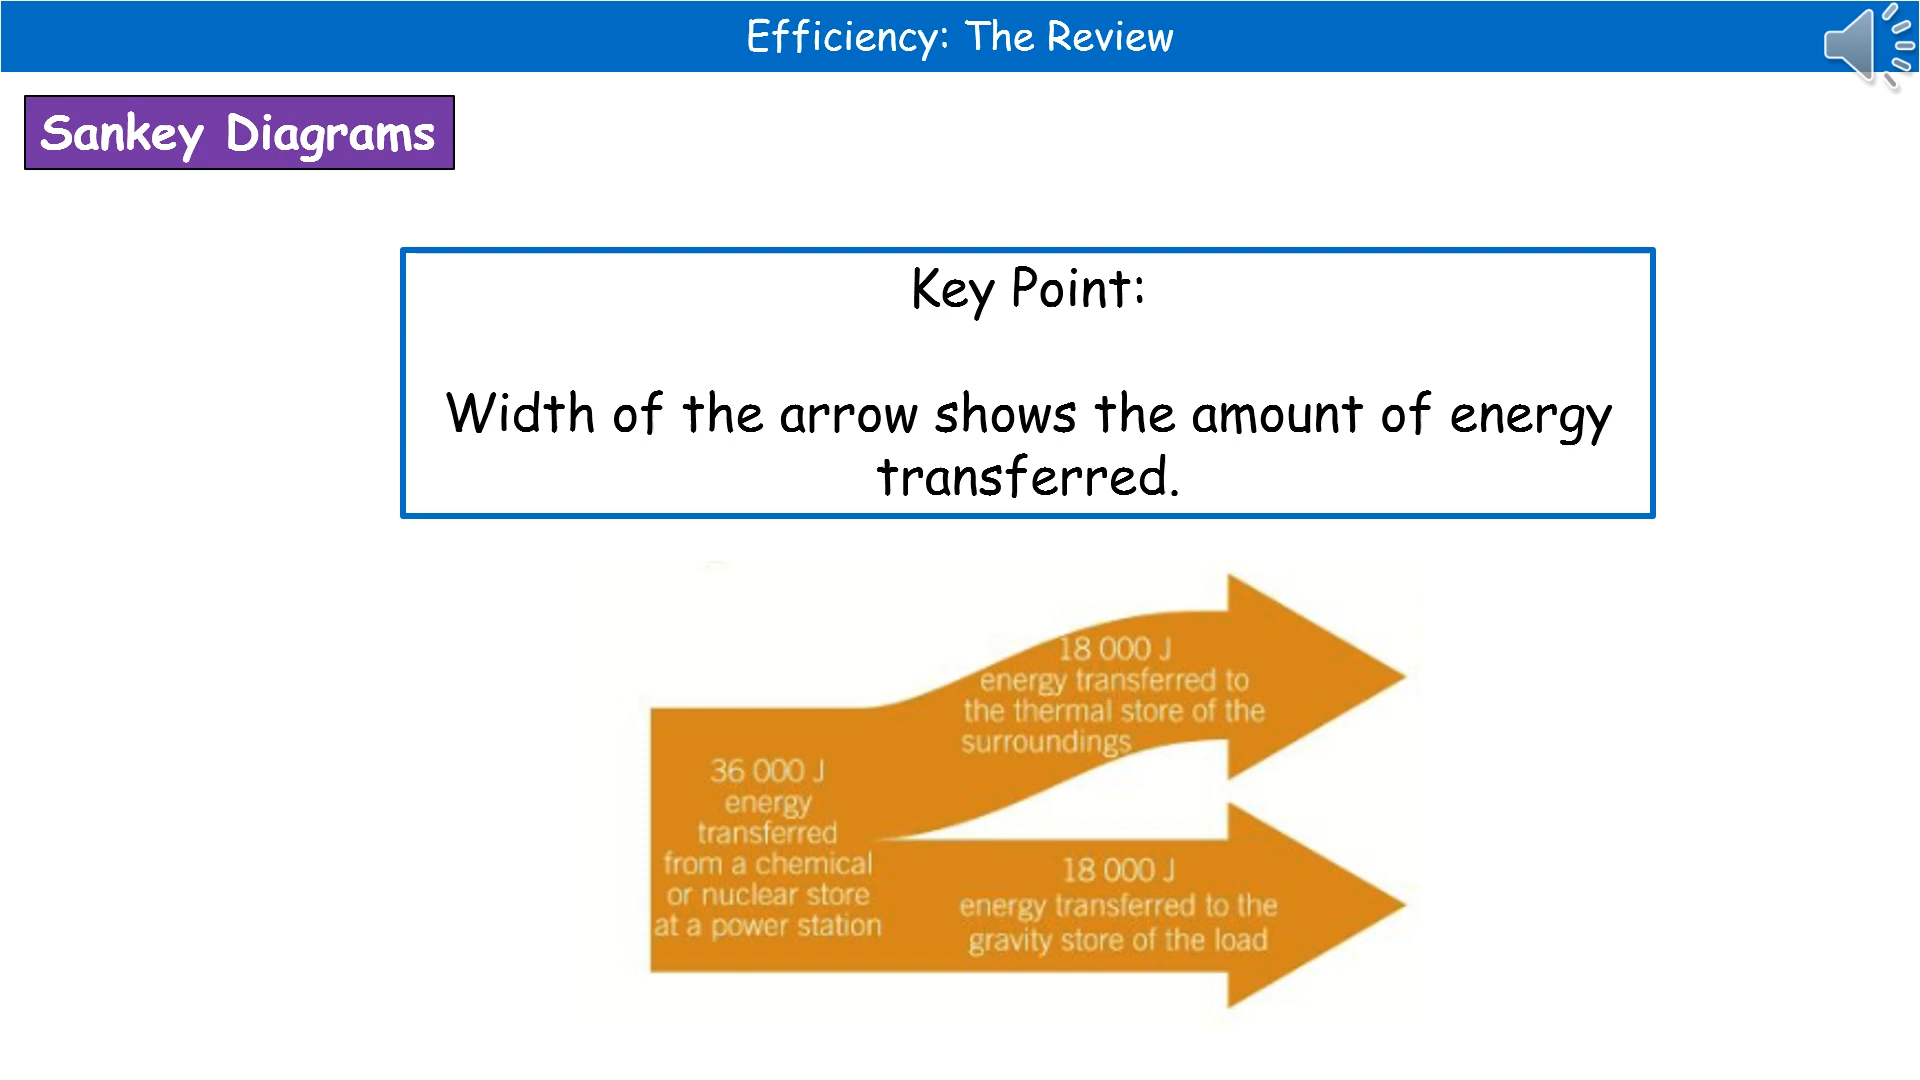 Efficiency: The Review
Sankey Diagrams
Key Point:
Width of the arrow shows the amount of energy
transferred.
18 000 J
energy transferred to
the thermal store of the
surroundings
36 000 J
energy
transferred
from a chemical
or nuclear store
at a power station
18 000 J
energy transferred to the
gravity store of the load